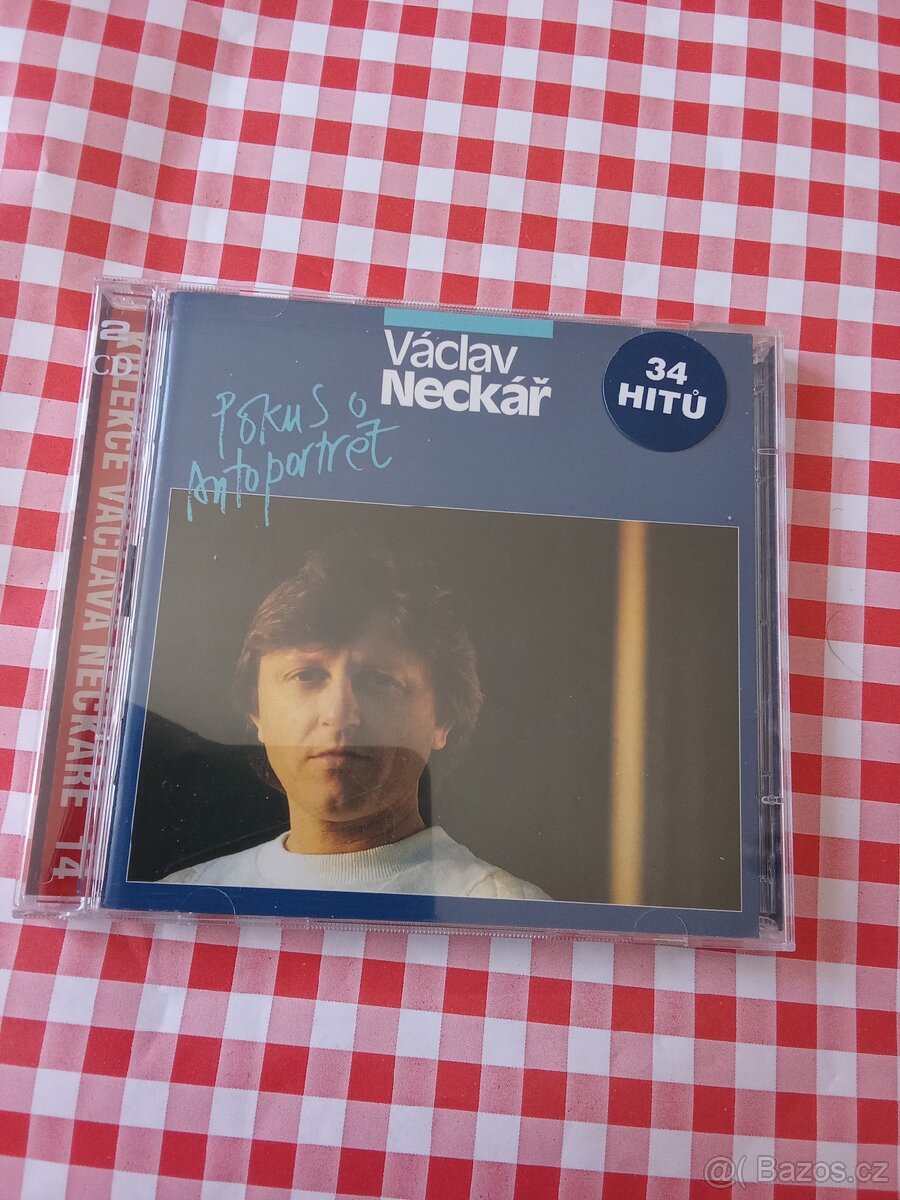 2
CD
KOLEKCE VÁCLAVA NECKÁŘE 14
Václav
Neckář
34
HITŮ
Pokus o
Autoportrét
@( Bazos.cz